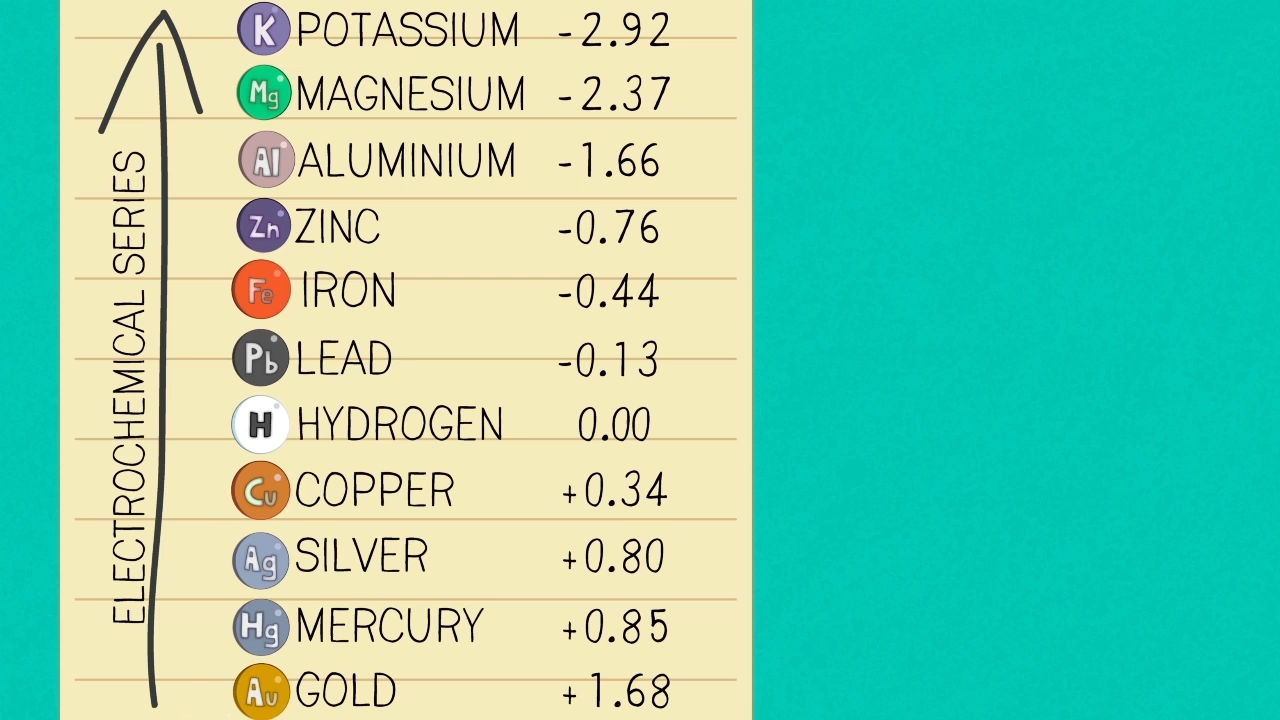 ELECTROCHEMICAL SERIES
K POTASSIUM -2.92
Mg MAGNESIUM -2.37
Al ALUMINIUM -1.66
Zn ZINC -0.76
Fe IRON -0.44
Pb LEAD -0.13
H HYDROGEN 0.00
Cu COPPER +0.34
Ag SILVER +0.80
Hg MERCURY +0.85
Au GOLD +1.68